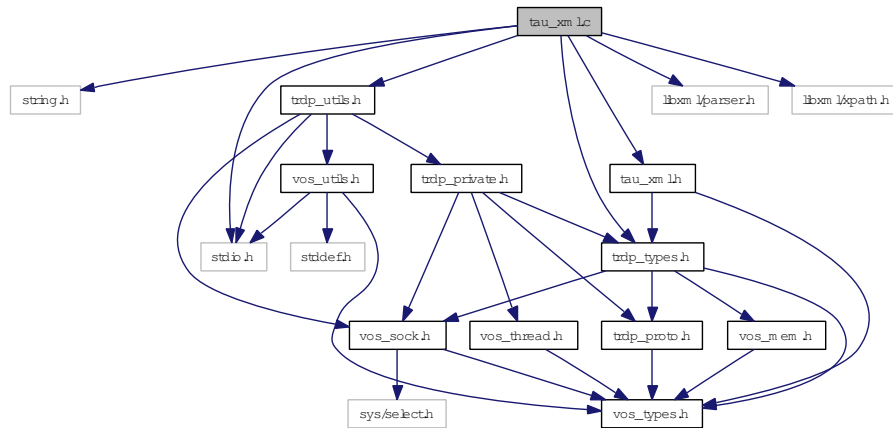 tau_xml.c
string.h
trdp_utils.h
libxml/parser.h
libxml/xpath.h
vos_utils.h
trdp_private.h
tau_xml.h
stdio.h
stddef.h
trdp_types.h
vos_sock.h
vos_thread.h
trdp_proto.h
vos_mem.h
sys/select.h
vos_types.h